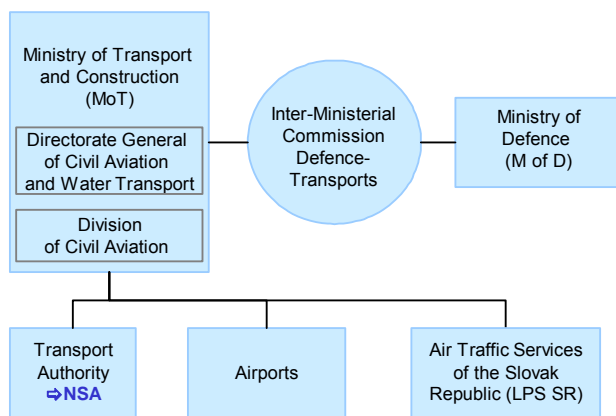 Ministry of Transport
and Construction
(MoT)
Directorate General
of Civil Aviation
and Water Transport
Division
of Civil Aviation
Inter-Ministerial
Commission
Defence-
Transports
Ministry of
Defence
(M of D)
Transport
Authority
⇨NSA
Airports
Air Traffic Services
of the Slovak
Republic (LPS SR)